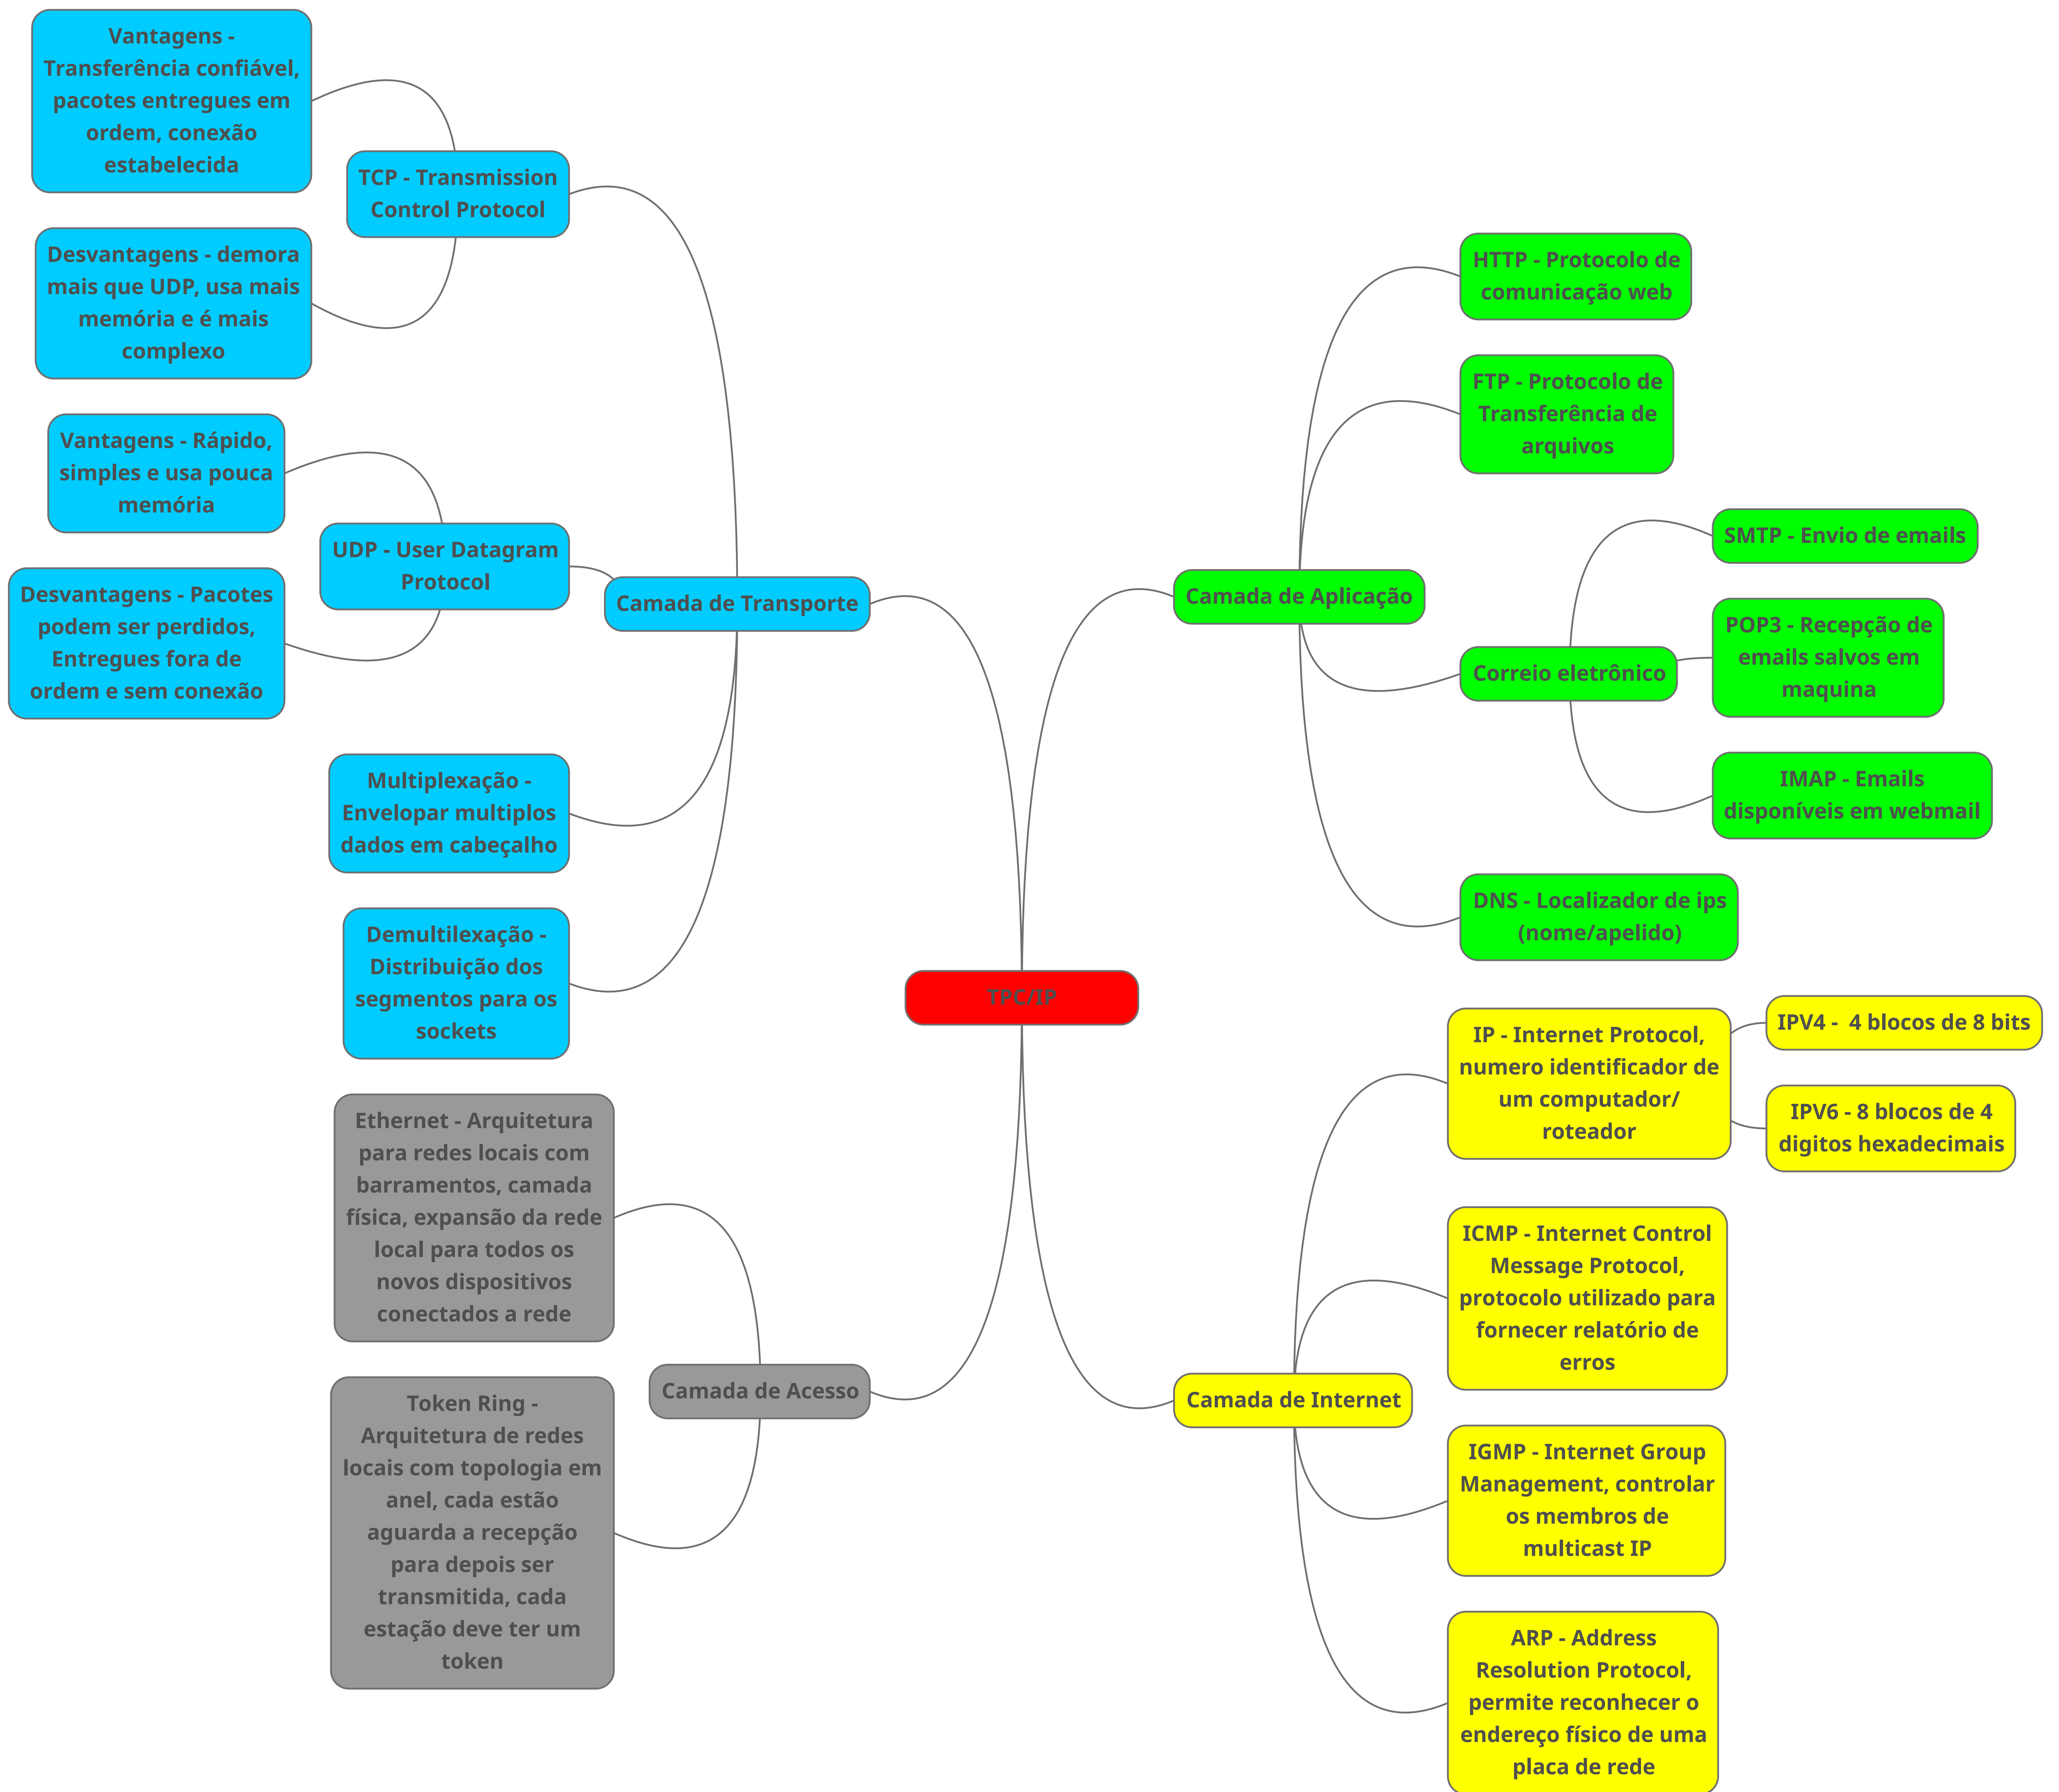 Vantagens -
Transferência confiável,
pacotes entregues em
ordem, conexão
estabelecida
TCP - Transmission
Control Protocol
Desvantagens - demora
mais que UDP, usa mais
memória e é mais
complexo
Vantagens - Rápido,
simples e usa pouca
memória
UDP - User Datagram
Protocol
Desvantagens - Pacotes
podem ser perdidos,
Entregues fora de
ordem e sem conexão
Camada de Transporte
Multiplexação -
Envelopar multiplos
dados em cabeçalho
Demultilexação -
Distribuição dos
segmentos para os
sockets
TPC/IP
Ethernet - Arquitetura
para redes locais com
barramentos, camada
física, expansão da rede
local para todos os
novos dispositivos
conectados a rede
Camada de Acesso
Token Ring -
Arquitetura de redes
locais com topologia em
anel, cada estão
aguarda a recepção
para depois ser
transmitida, cada
estação deve ter um
token
HTTP - Protocolo de
comunicação web
FTP - Protocolo de
Transferência de
arquivos
Camada de Aplicação
Correio eletrônico
SMTP - Envio de emails
POP3 - Recepção de
emails salvos em
maquina
IMAP - Emails
disponíveis em webmail
DNS - Localizador de ips
(nome/apelido)
IP - Internet Protocol,
numero identificador de
um computador/
roteador
IPV4 -  4 blocos de 8 bits
IPV6 - 8 blocos de 4
digitos hexadecimais
ICMP - Internet Control
Message Protocol,
protocolo utilizado para
fornecer relatório de
erros
Camada de Internet
IGMP - Internet Group
Management, controlar
os membros de
multicast IP
ARP - Address
Resolution Protocol,
permite reconhecer o
endereço físico de uma
placa de rede